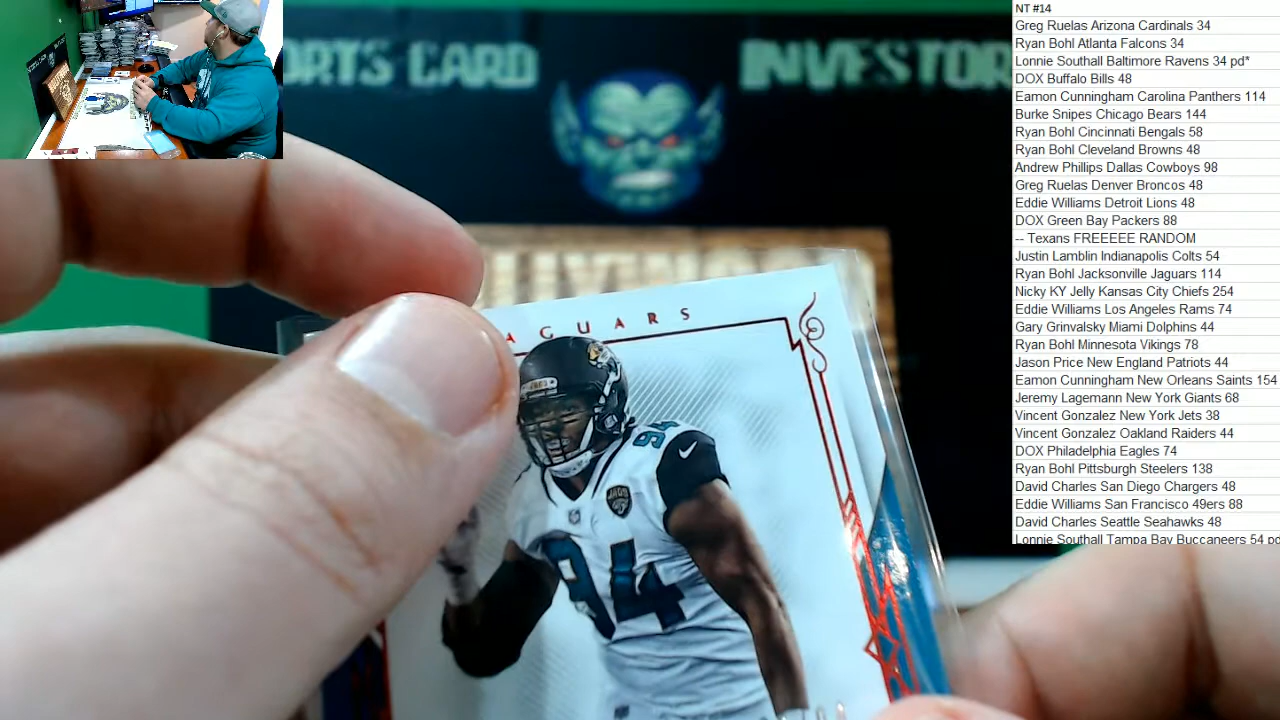 NT #14
Greg Ruelas Arizona Cardinals 34
Ryan Bohl Atlanta Falcons 34
Lonnie Southall Baltimore Ravens 34 pd*
DOX Buffalo Bills 48
Eamon Cunningham Carolina Panthers 114
Burke Snipes Chicago Bears 144
Ryan Bohl Cincinnati Bengals 58
Ryan Bohl Cleveland Browns 48
Andrew Phillips Dallas Cowboys 98
Greg Ruelas Denver Broncos 48
Eddie Williams Detroit Lions 48
DOX Green Bay Packers 88
-- Texans FREEEEE RANDOM
Justin Lamblin Indianapolis Colts 54
Ryan Bohl Jacksonville Jaguars 114
Nicky KY Jelly Kansas City Chiefs 254
Eddie Williams Los Angeles Rams 74
Gary Grinvalsky Miami Dolphins 44
Ryan Bohl Minnesota Vikings 78
Jason Price New England Patriots 44
Eamon Cunningham New Orleans Saints 154
Jeremy Lagemann New York Giants 68
Vincent Gonzalez New York Jets 38
Vincent Gonzalez Oakland Raiders 44
DOX Philadelphia Eagles 74
Ryan Bohl Pittsburgh Steelers 138
David Charles San Diego Chargers 48
Eddie Williams San Francisco 49ers 88
David Charles Seattle Seahawks 48
Lonnie Southall Tampa Bay Buccaneers 54 pd
ORTS CARD INVESTOR
AGUARS
94
JAGS
94